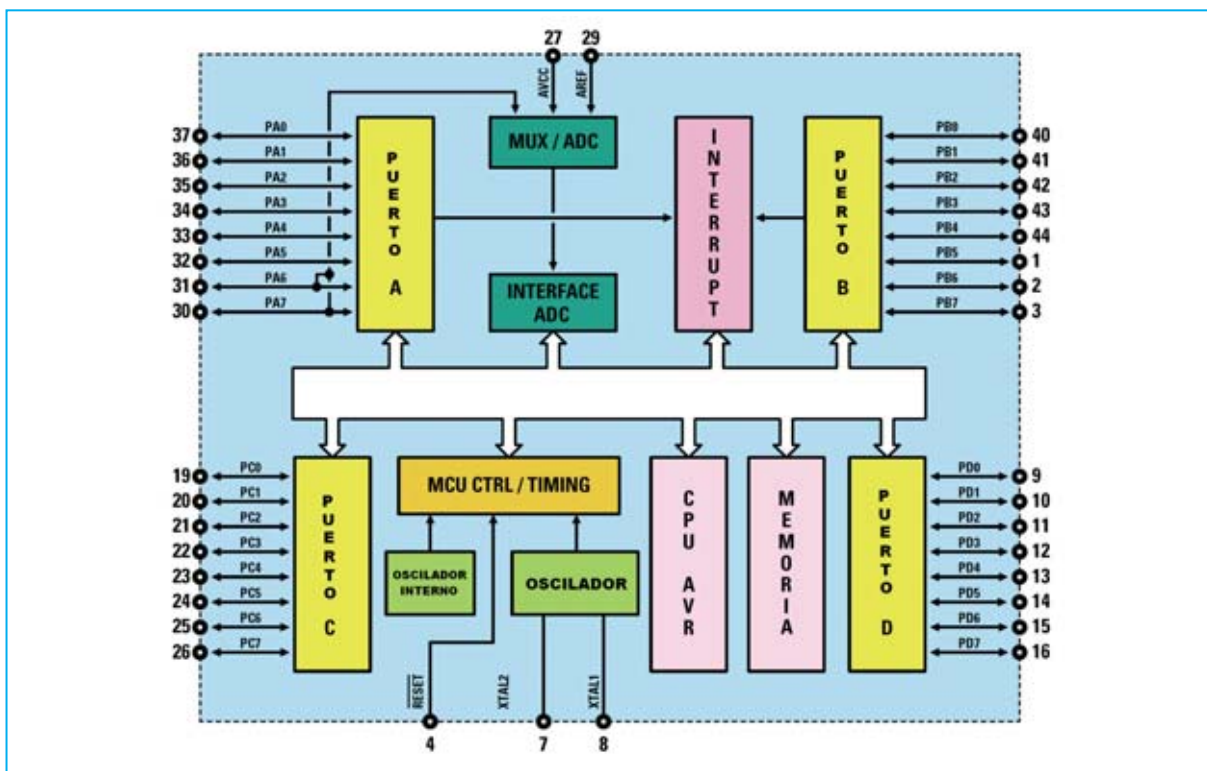 27 29
AVCC AREF
37 PA0
36 PA1
35 PA2
34 PA3
33 PA4
32 PA5
31 PA6
30 PA7
PUERTO A
MUX / ADC
INTERFACE
ADC
INTERRUPT
PUERTO B
PB0 40
PB1 41
PB2 42
PB3 43
PB4 44
PB5 1
PB6 2
PB7 3
19 PC0
20 PC1
21 PC2
22 PC3
23 PC4
24 PC5
25 PC6
26 PC7
PUERTO C
MCU CTRL / TIMING
OSCILADOR
INTERNO
OSCILADOR
CPU AVR
MEMORIA
PUERTO D
PD0 9
PD1 10
PD2 11
PD3 12
PD4 13
PD5 14
PD6 15
PD7 16
RESET XTAL2 XTAL1
4 7 8